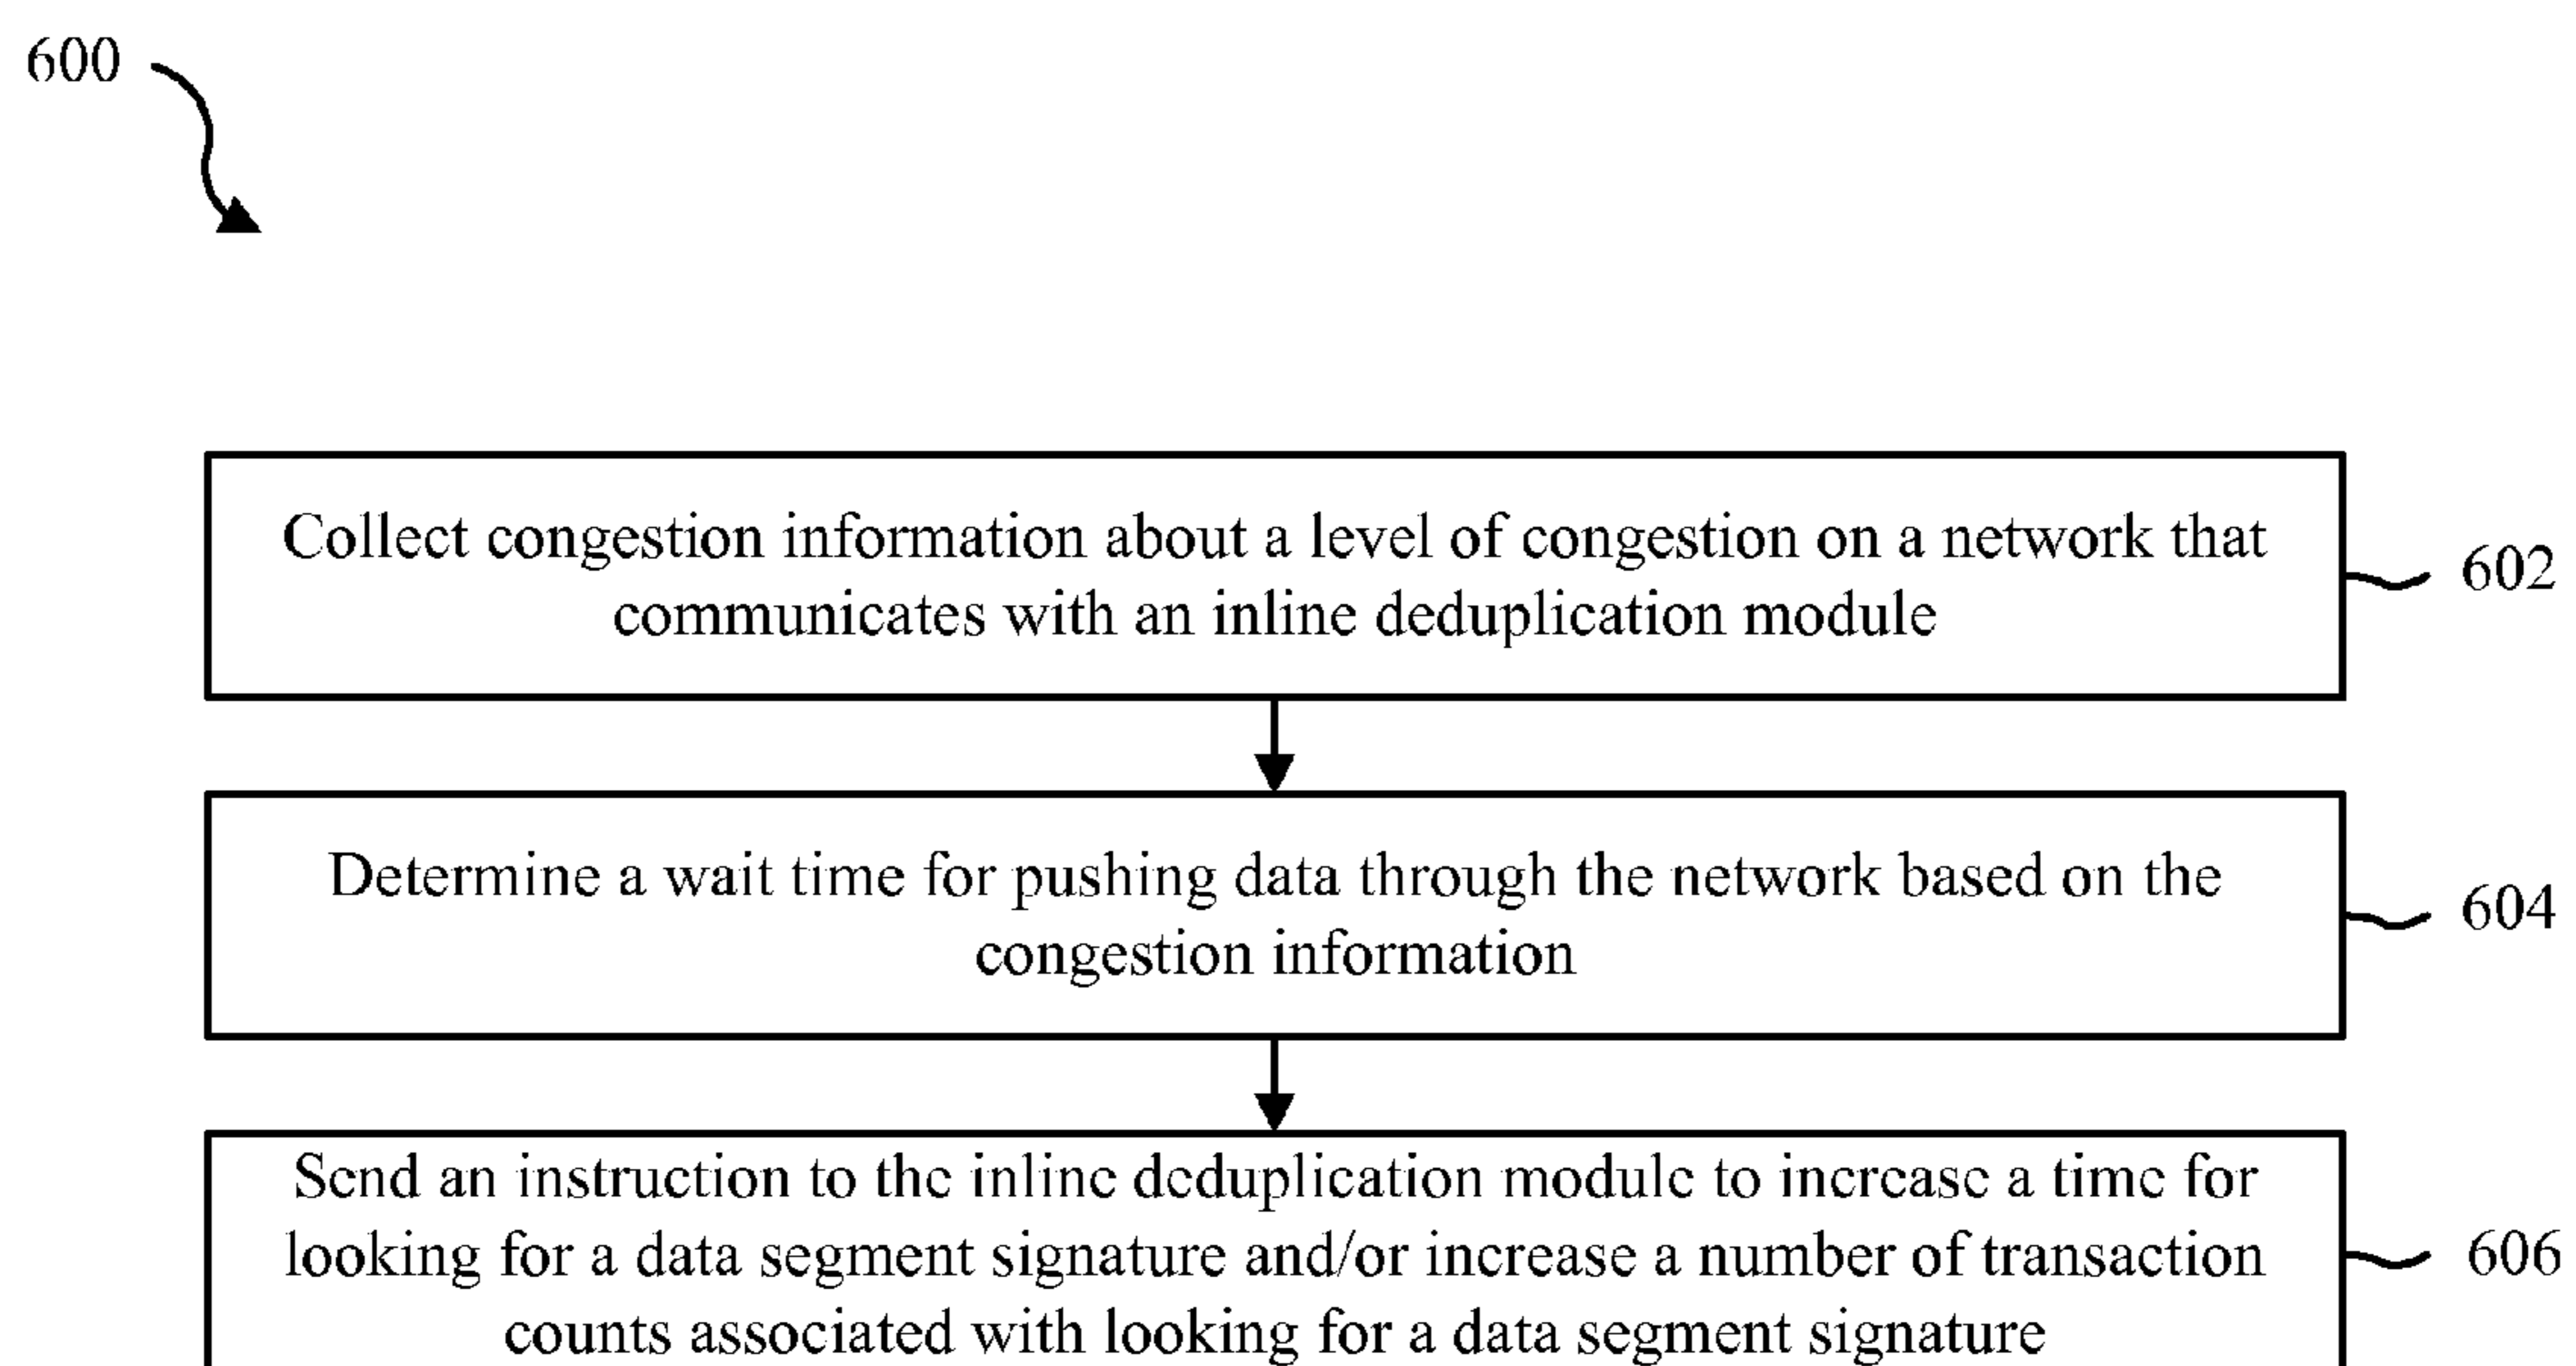 600
Collect congestion information about a level of congestion on a network that
communicates with an inline deduplication module
602
Determine a wait time for pushing data through the network based on the
congestion information
604
Send an instruction to the inline deduplication module to increase a time for
looking for a data segment signature and/or increase a number of transaction
counts associated with looking for a data segment signature
606